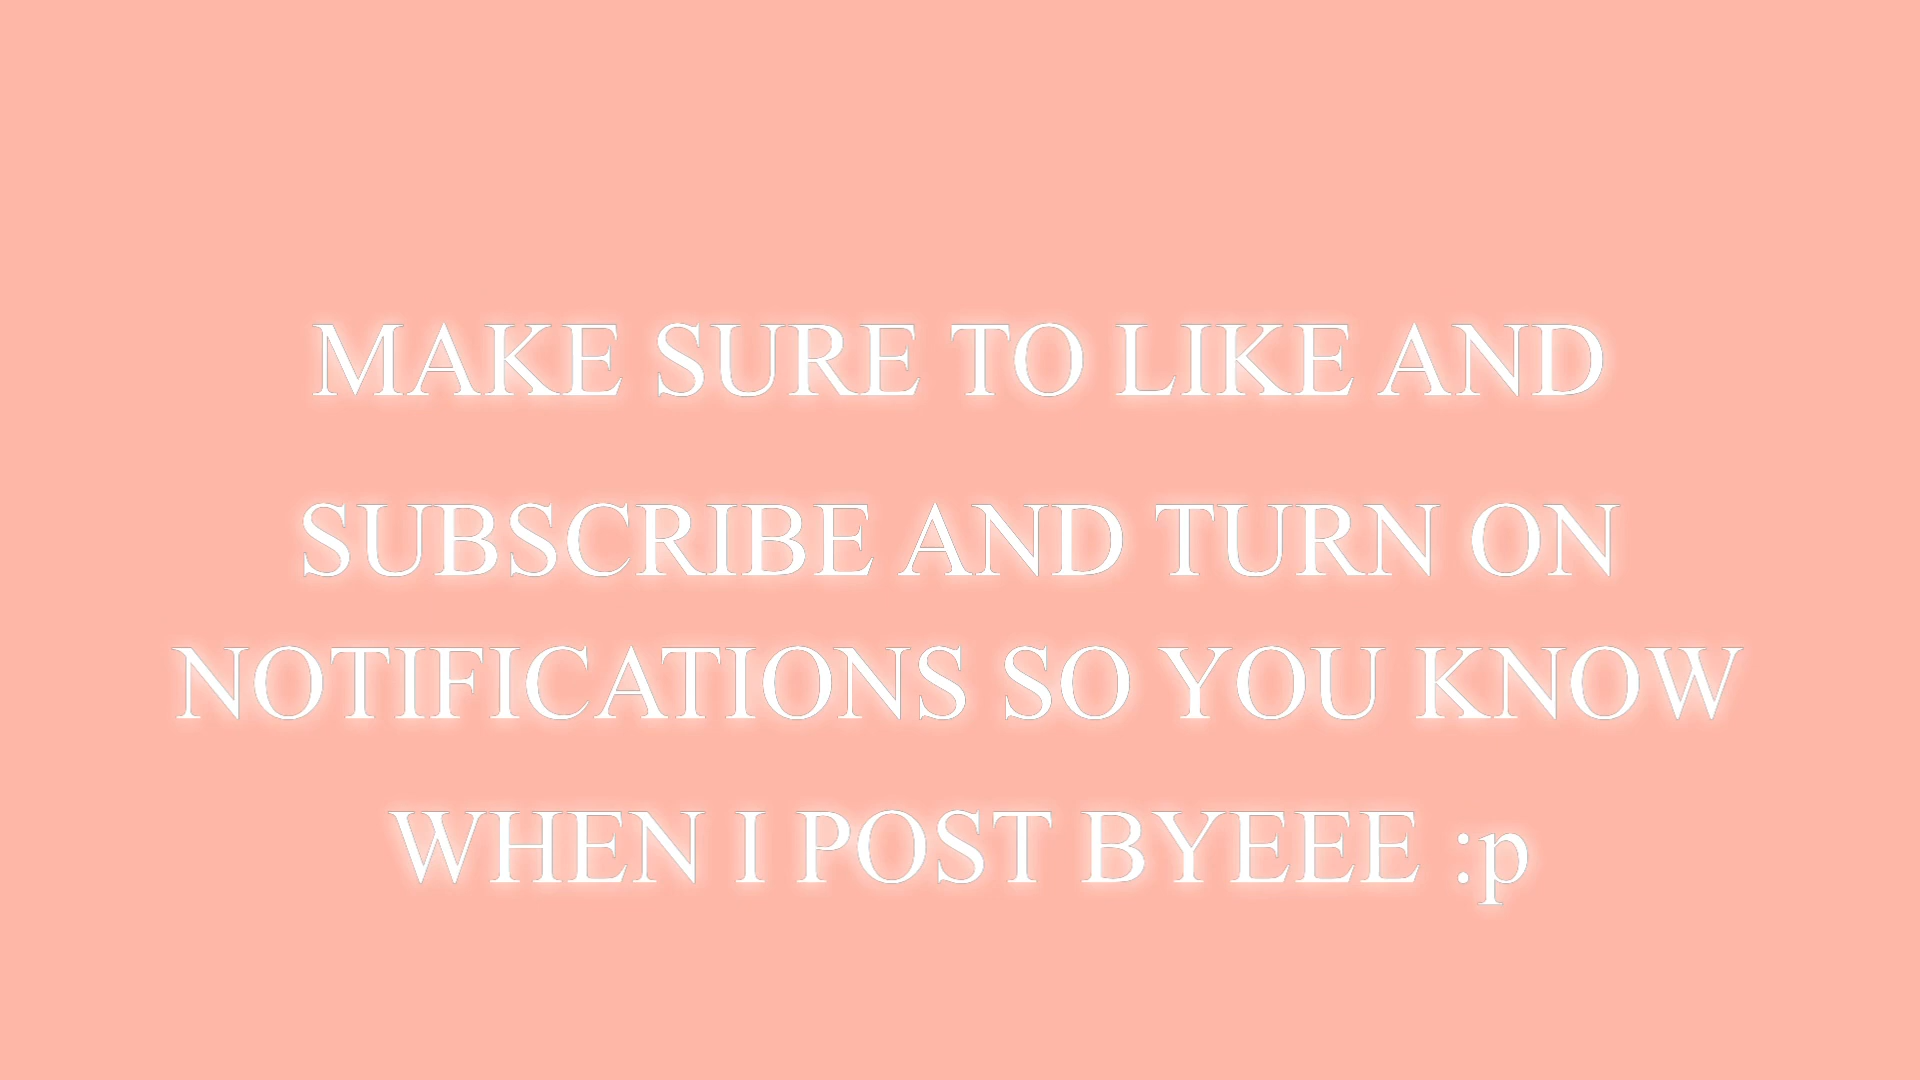 MAKE SURE TO LIKE AND
SUBSCRIBE AND TURN ON
NOTIFICATIONS SO YOU KNOW
WHEN I POST BYEEE :p